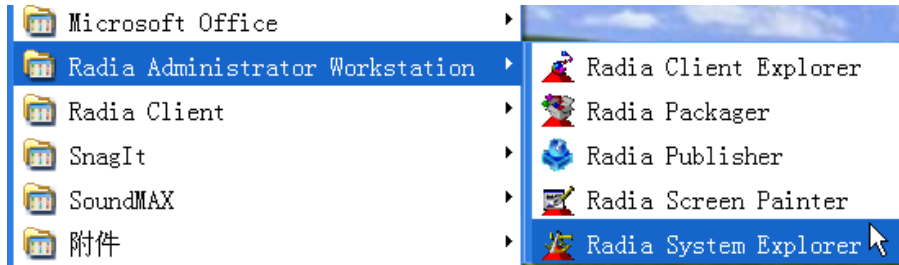 Microsoft Office
Radia Administrator Workstation
Radia Client
SnagIt
SoundMAX
附件
Radia Client Explorer
Radia Packager
Radia Publisher
Radia Screen Painter
Radia System Explorer